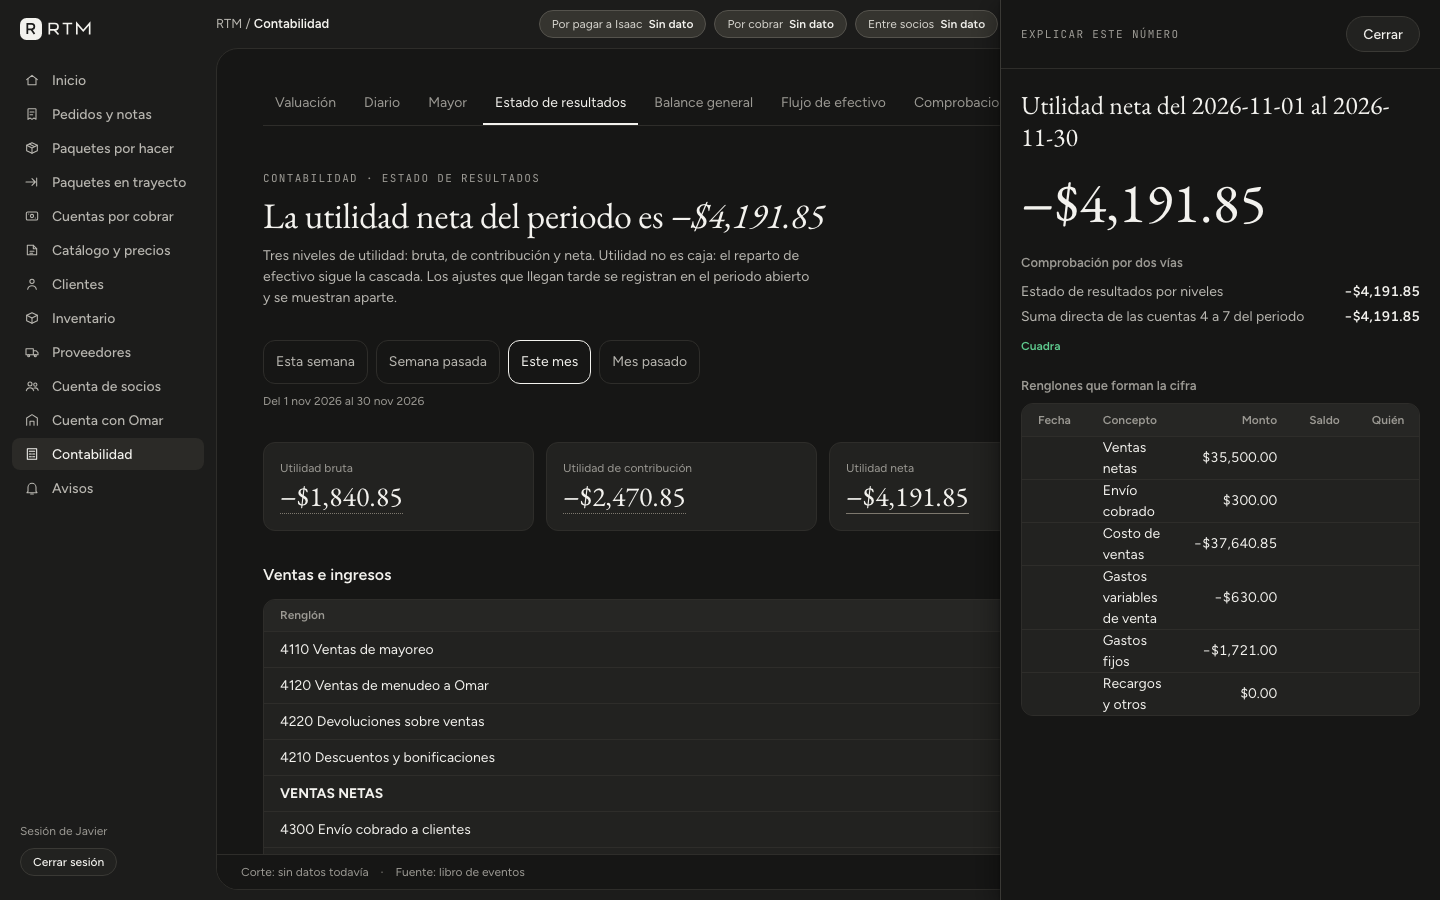 R RTM
Inicio
Pedidos y notas
Paquetes por hacer
Paquetes en trayecto
Cuentas por cobrar
Catálogo y precios
Clientes
Inventario
Proveedores
Cuenta de socios
Cuenta con Omar
Contabilidad
Avisos
Sesión de Javier
Cerrar sesión
RTM / Contabilidad
Por pagar a Isaac Sin dato
Por cobrar Sin dato
Entre socios Sin dato
Valuación Diario Mayor Estado de resultados Balance general Flujo de efectivo Comprobacio
CONTABILIDAD · ESTADO DE RESULTADOS
La utilidad neta del periodo es −$4,191.85
Tres niveles de utilidad: bruta, de contribución y neta. Utilidad no es caja: el reparto de
efectivo sigue la cascada. Los ajustes que llegan tarde se registran en el periodo abierto
y se muestran aparte.
Esta semana Semana pasada Este mes Mes pasado
Del 1 nov 2026 al 30 nov 2026
Utilidad bruta
−$1,840.85
Utilidad de contribución
−$2,470.85
Utilidad neta
−$4,191.85
Ventas e ingresos
Renglón
4110 Ventas de mayoreo
4120 Ventas de menudeo a Omar
4220 Devoluciones sobre ventas
4210 Descuentos y bonificaciones
VENTAS NETAS
4300 Envío cobrado a clientes
Corte: sin datos todavía · Fuente: libro de eventos
EXPLICAR ESTE NÚMERO
Cerrar
Utilidad neta del 2026-11-01 al 2026-
11-30
−$4,191.85
Comprobación por dos vías
Estado de resultados por niveles −$4,191.85
Suma directa de las cuentas 4 a 7 del periodo −$4,191.85
Cuadra
Renglones que forman la cifra
Fecha Concepto Monto Saldo Quién
Ventas
netas $35,500.00
Envío
cobrado $300.00
Costo de
ventas −$37,640.85
Gastos
variables
de venta −$630.00
Gastos
fijos −$1,721.00
Recargos
y otros $0.00